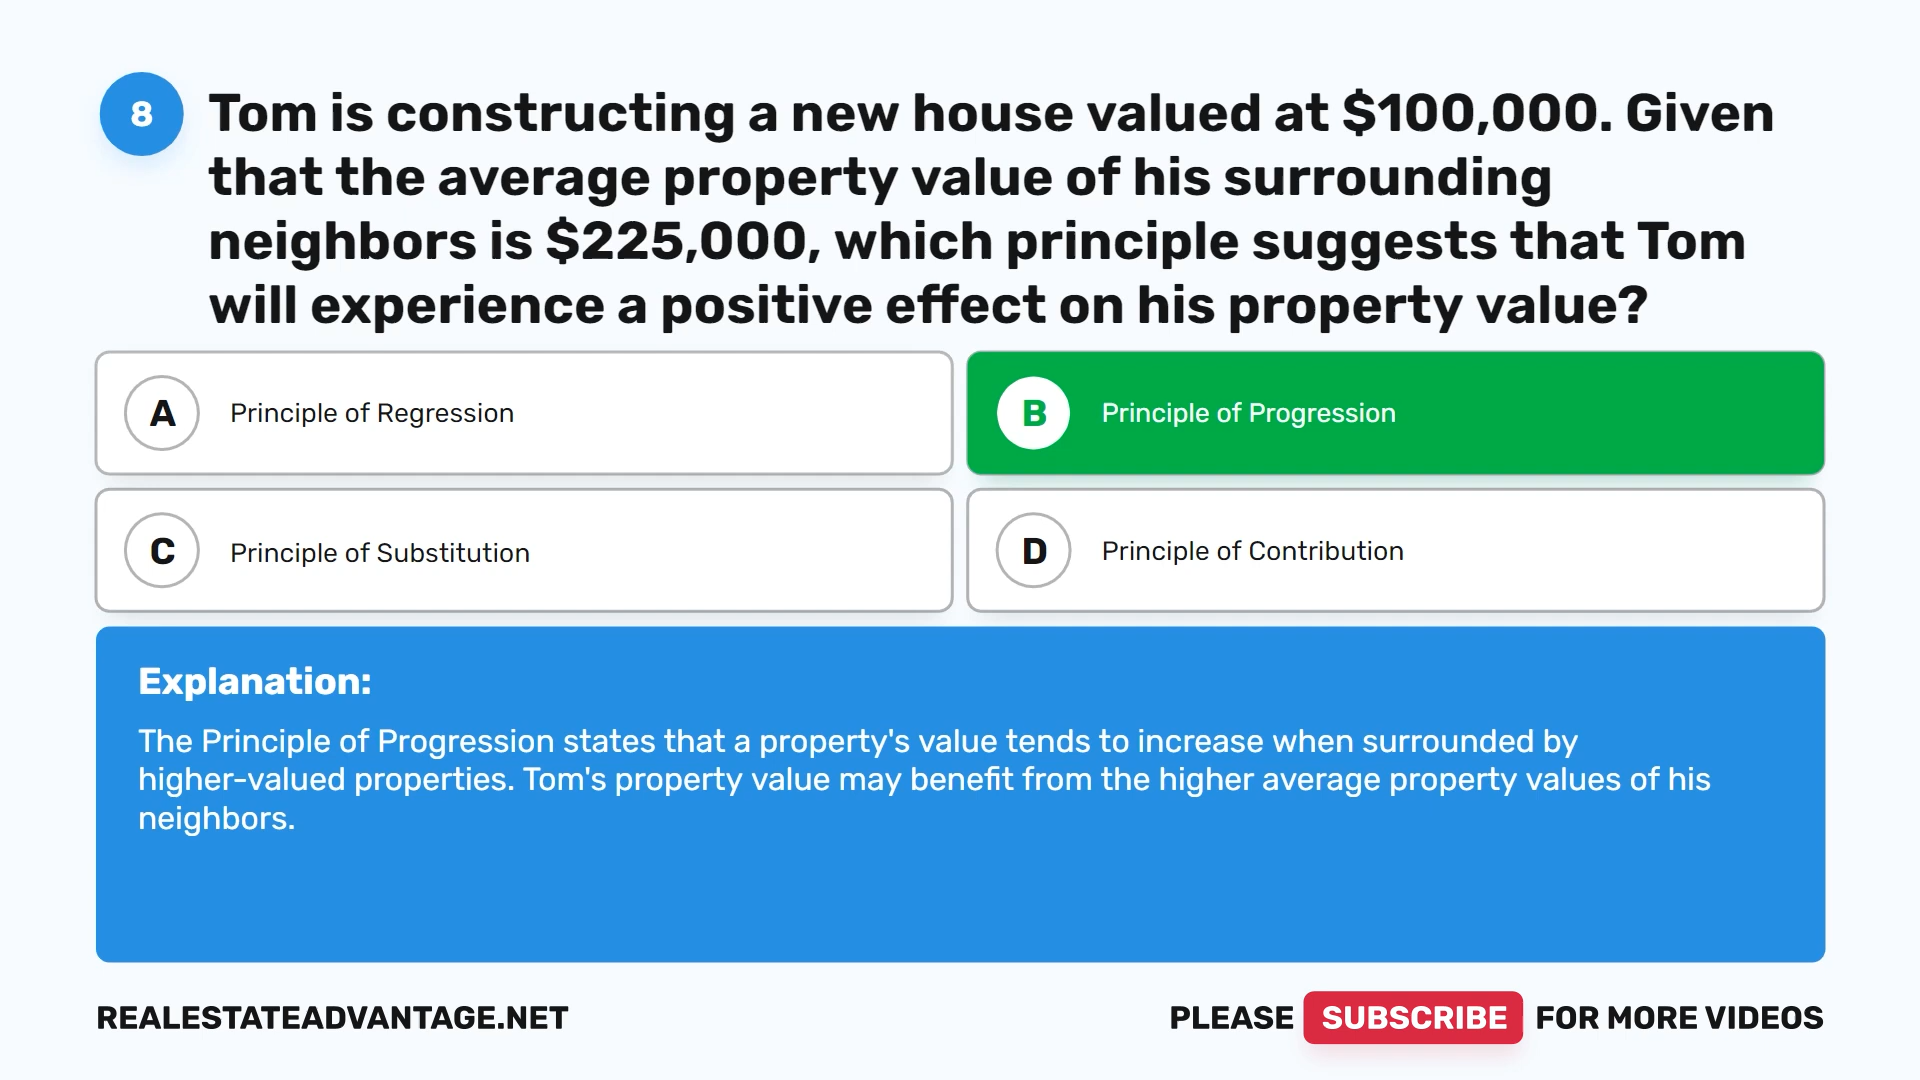 8
Tom is constructing a new house valued at $100,000. Given
that the average property value of his surrounding
neighbors is $225,000, which principle suggests that Tom
will experience a positive effect on his property value?
A Principle of Regression
B Principle of Progression
C Principle of Substitution
D Principle of Contribution
Explanation:
The Principle of Progression states that a property's value tends to increase when surrounded by
higher-valued properties. Tom's property value may benefit from the higher average property values of his
neighbors.
REALESTATEADVANTAGE.NET
PLEASE SUBSCRIBE FOR MORE VIDEOS